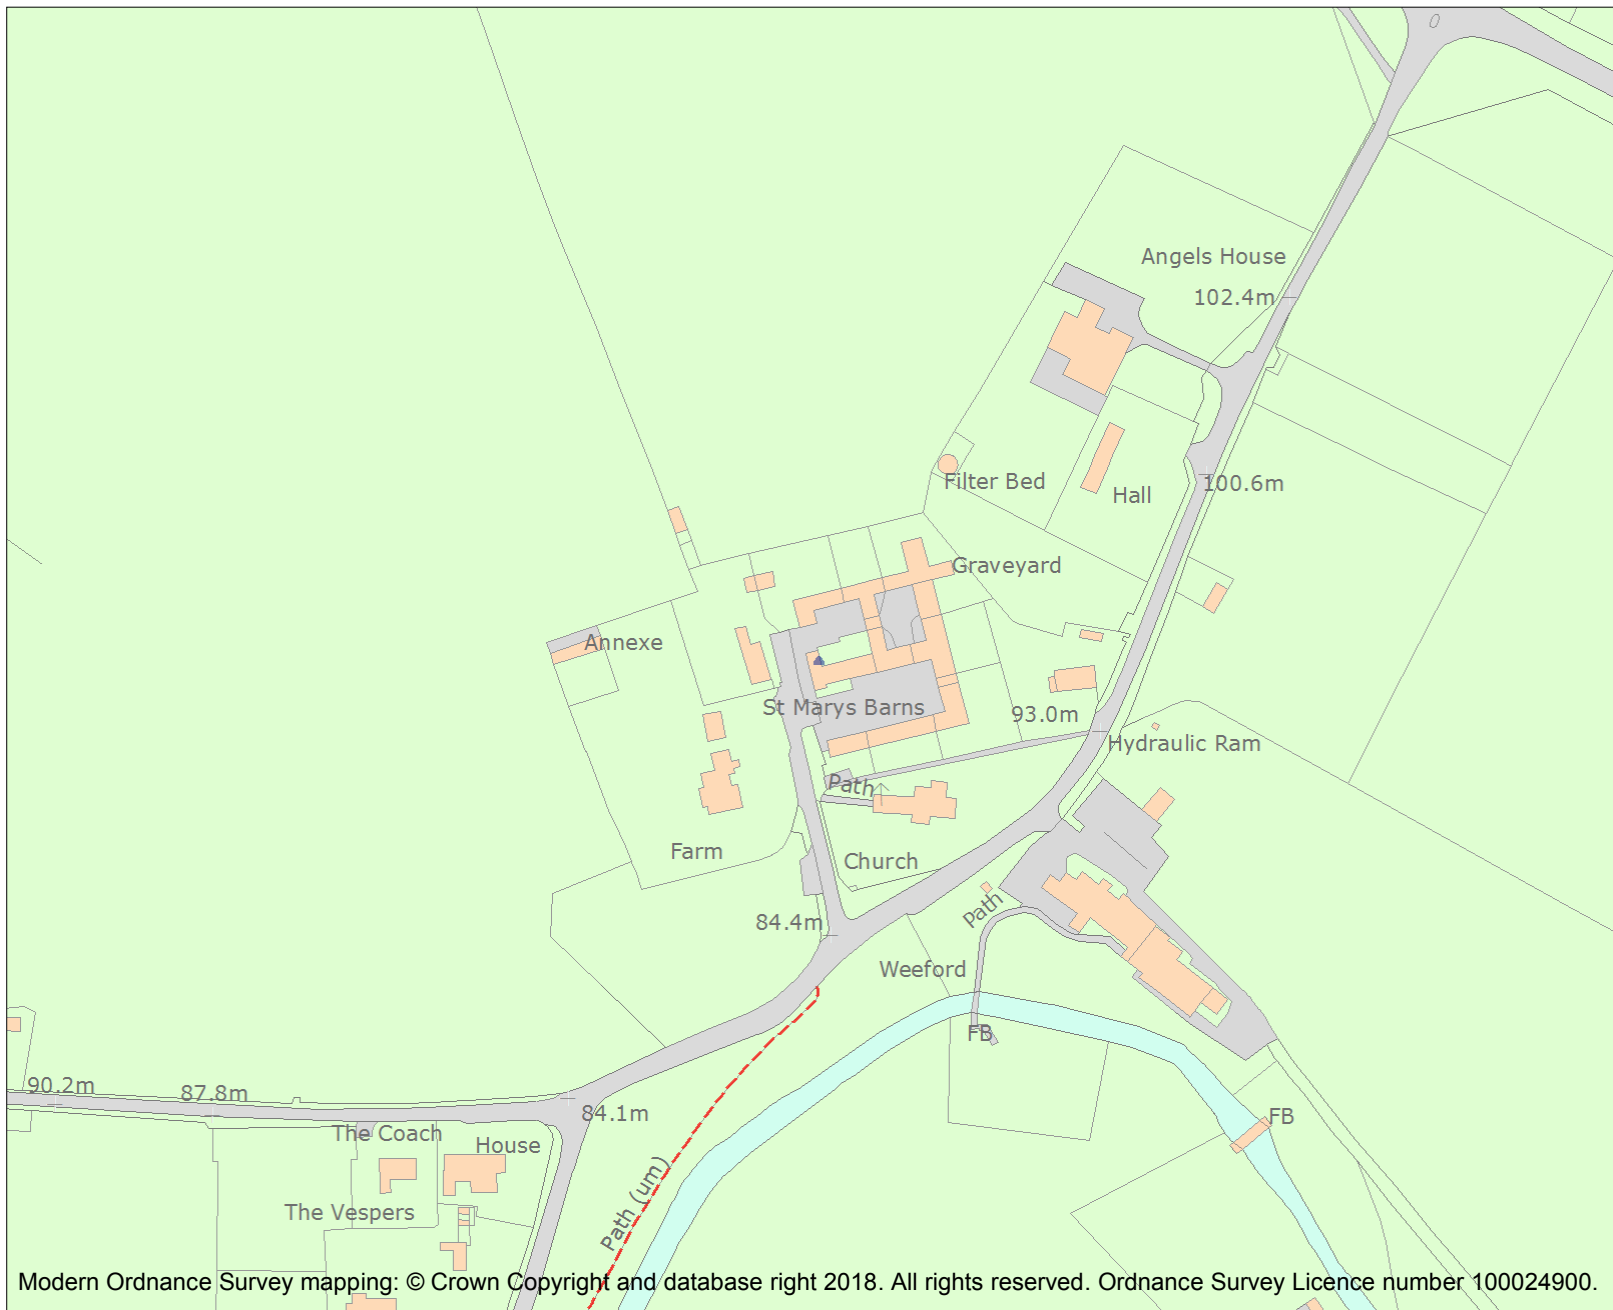 Angels House
102.4m
Filter Bed
Hall
100.6m
Graveyard
Annexe
St Marys Barns
93.0m
Hydraulic Ram
Path
Farm
Church
Path
84.4m
Weeford
FB
90.2m
87.8m
84.1m
FB
The Coach
House
Path (um)
The Vespers
Modern Ordnance Survey mapping: © Crown Copyright and database right 2018. All rights reserved. Ordnance Survey Licence number 100024900.